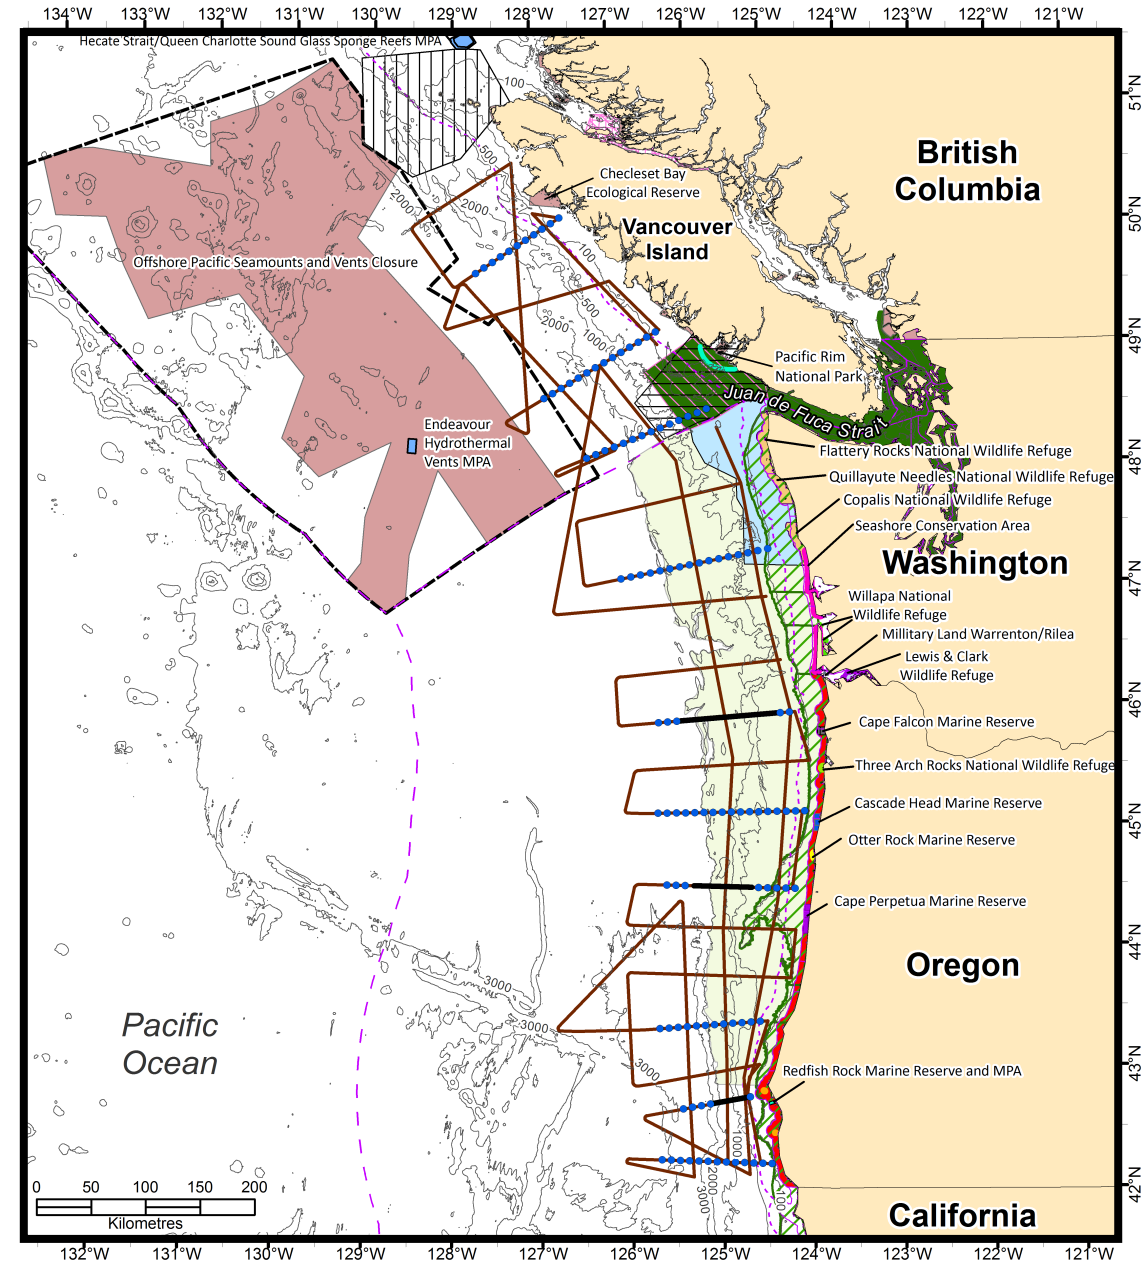 134°W 133°W 132°W 131°W 130°W 129°W 128°W 127°W 126°W 125°W 124°W 123°W 122°W 121°W
Hecate Strait/Queen Charlotte Sound Glass Sponge Reefs MPA
100
51°N
500
British
Columbia
Checleset Bay
Ecological Reserve
2000
2000
50°N
Vancouver
Island
100
Offshore Pacific Seamounts and Vents Closure
500
2000
1000
49°N
Pacific Rim
National Park
Juan de Fuca Strait
Endeavour
Hydrothermal
Vents MPA
48°N
Flattery Rocks National Wildlife Refuge
Quillayute Needles National Wildlife Refuge
Copalis National Wildlife Refuge
Seashore Conservation Area
Washington
47°N
Willapa National
Wildlife Refuge
Millitary Land Warrenton/Rilea
Lewis & Clark
Wildlife Refuge
46°N
Cape Falcon Marine Reserve
Three Arch Rocks National Wildlife Refuge
Cascade Head Marine Reserve
45°N
Otter Rock Marine Reserve
Cape Perpetua Marine Reserve
44°N
Oregon
3000
3000
Pacific
Ocean
43°N
3000
Redfish Rock Marine Reserve and MPA
1000
2000
3000
100
42°N
0 50 100 150 200
Kilometres
California
132°W 131°W 130°W 129°W 128°W 127°W 126°W 125°W 124°W 123°W 122°W 121°W